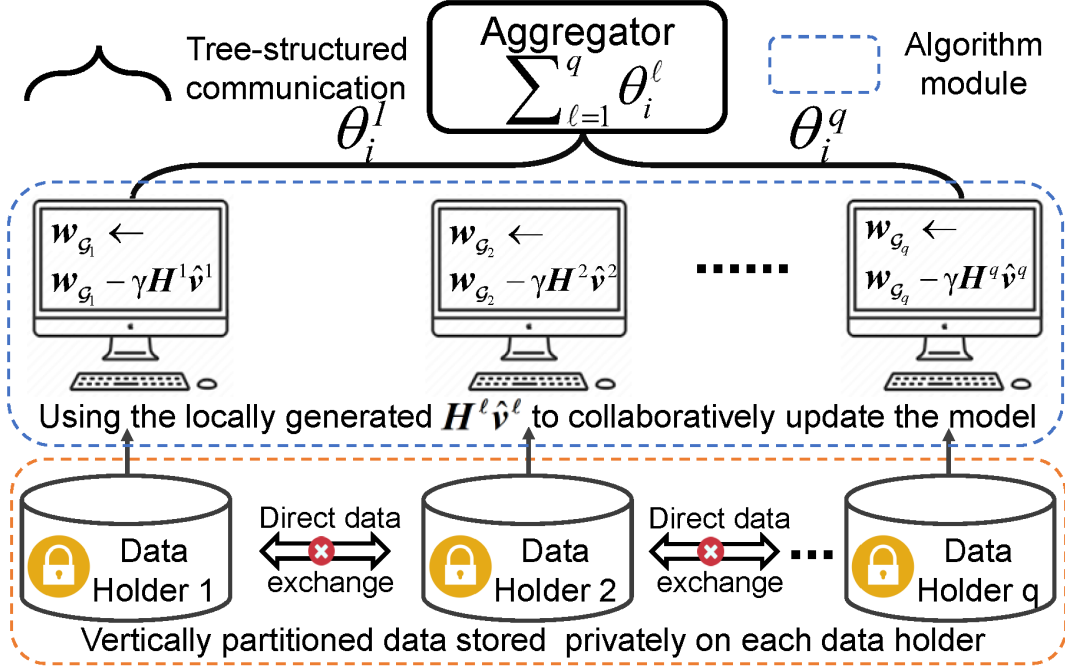 Tree-structured
communication
Aggregator
∑_{ℓ=1}^{q} θ_i^ℓ
Algorithm
module
θ_i^1
θ_i^q
w_{𝒢_1} ←
w_{𝒢_1} − γH^1 v̂^1
w_{𝒢_2} ←
w_{𝒢_2} − γH^2 v̂^2
w_{𝒢_q} ←
w_{𝒢_q} − γH^q v̂^q
Using the locally generated H^ℓ v̂^ℓ to collaboratively update the model
Data
Holder 1
Direct data
exchange
Data
Holder 2
Direct data
exchange
Data
Holder q
Vertically partitioned data stored privately on each data holder